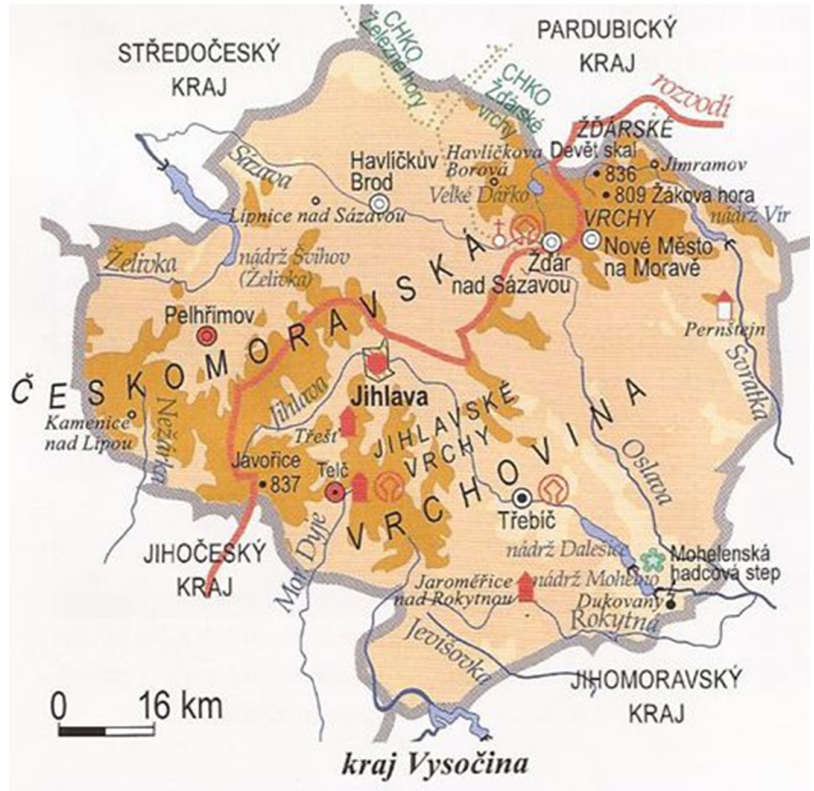 STŘEDOČESKÝ
KRAJ
CHKO
Železné hory
PARDUBICKÝ
KRAJ
CHKO
Žďárské
vrchy
rozvodí
ŽĎÁRSKÉ
Devět skal
836
Jimramov
809 Žákova hora
VRCHY
nádrž Vír
Sázava
Havlíčkův
Brod
Havlíčkova
Borová
Velké Dářko
Lipnice nad Sázavou
Nové Město
na Moravě
Žďár
nad Sázavou
Želivka
nádrž Švihov
(Želivka)
Pernštejn
Svratka
Pelhřimov
ČESKOMORAVSKÁ
Jihlava
Jihlava
Kamenice
nad Lipou
Nežárka
Třešť
JIHLAVSKÉ
VRCHY
VRCHOVINA
Javořice
837
Telč
Oslava
Třebíč
JIHOČESKÝ
KRAJ
Mor. Dyje
nádrž Dalešice
Mohelenská
hadcová step
nádrž Mohelno
Jaroměřice
nad Rokytnou
Dukovany
Rokytná
Jevišovka
JIHOMORAVSKÝ
KRAJ
0 16 km
kraj Vysočina